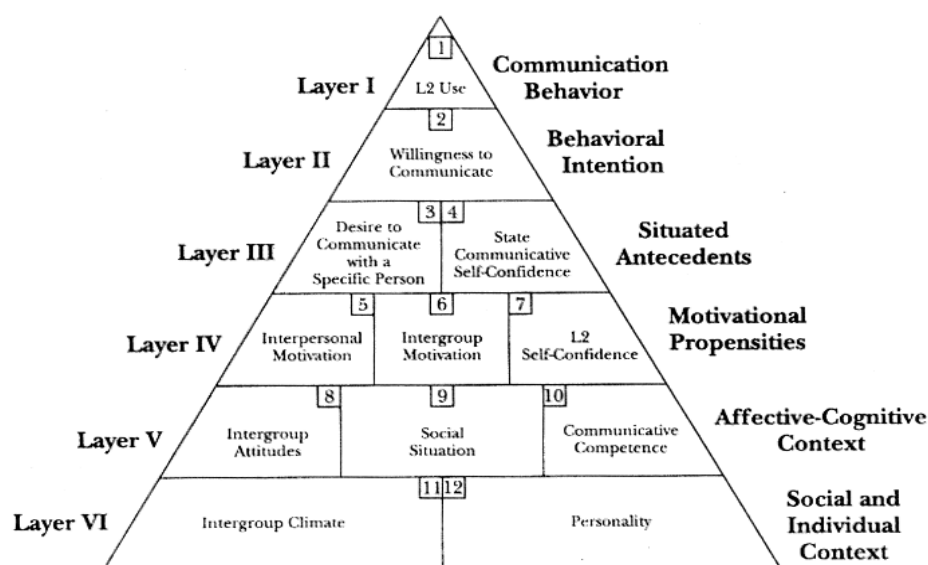 1
Layer I
L2 Use
Communication
Behavior
2
Layer II
Willingness to
Communicate
Behavioral
Intention
3 4
Layer III
Desire to
Communicate
with a
Specific Person
State
Communicative
Self-Confidence
Situated
Antecedents
5 6 7
Layer IV
Interpersonal
Motivation
Intergroup
Motivation
L2
Self-Confidence
Motivational
Propensities
8 9 10
Layer V
Intergroup
Attitudes
Social
Situation
Communicative
Competence
Affective-Cognitive
Context
11 12
Layer VI
Intergroup Climate
Personality
Social and
Individual
Context